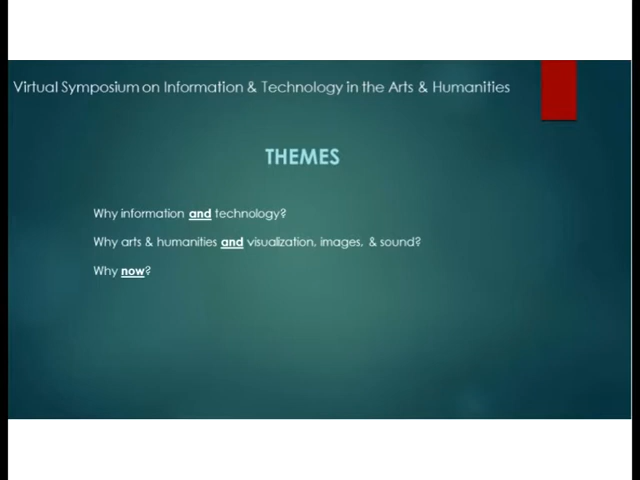 Virtual Symposium on Information & Technology in the Arts & Humanities
THEMES
Why information and technology?
Why arts & humanities and visualization, images, & sound?
Why now?